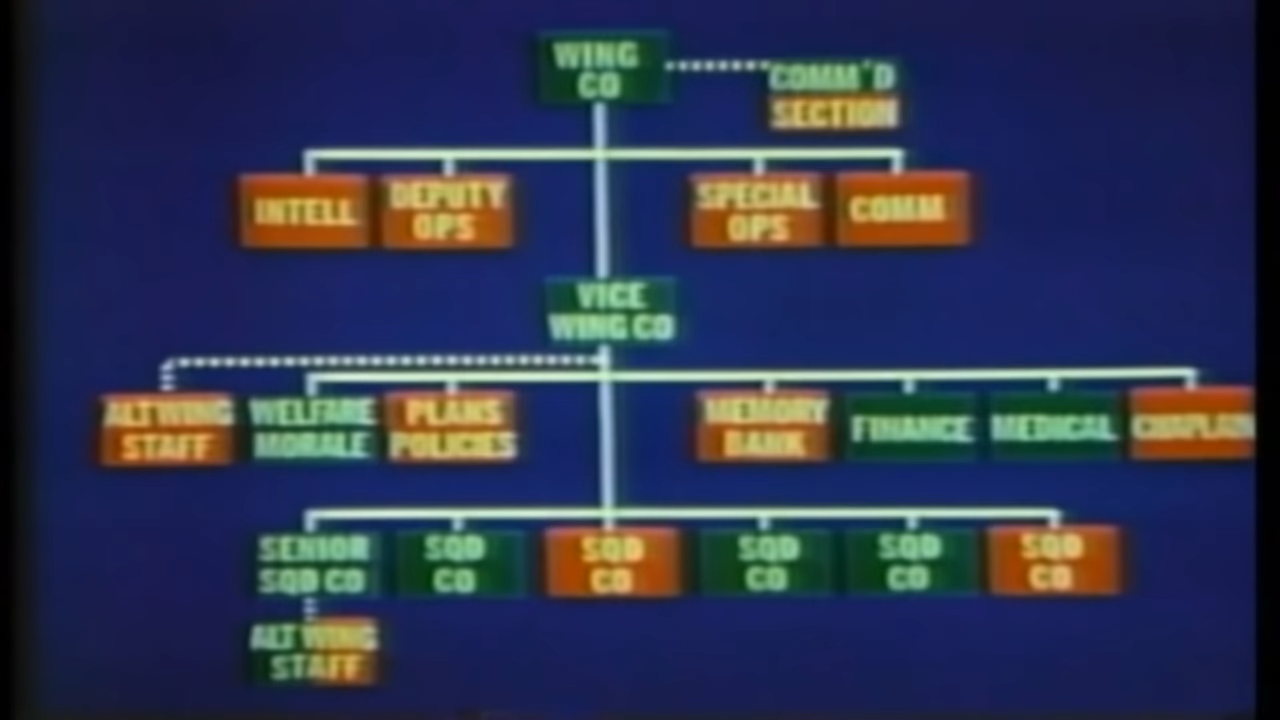 WING
CO
COMM'D
SECTION
INTELL
DEPUTY
OPS
SPECIAL
OPS
COMM
VICE
WING CO
ALT WING
STAFF
WELFARE
MORALE
PLANS
POLICIES
MEMORY
BANK
FINANCE
MEDICAL
CHAPLAIN
SENIOR
SQD CO
SQD
CO
SQD
CO
SQD
CO
SQD
CO
SQD
CO
ALT WING
STAFF